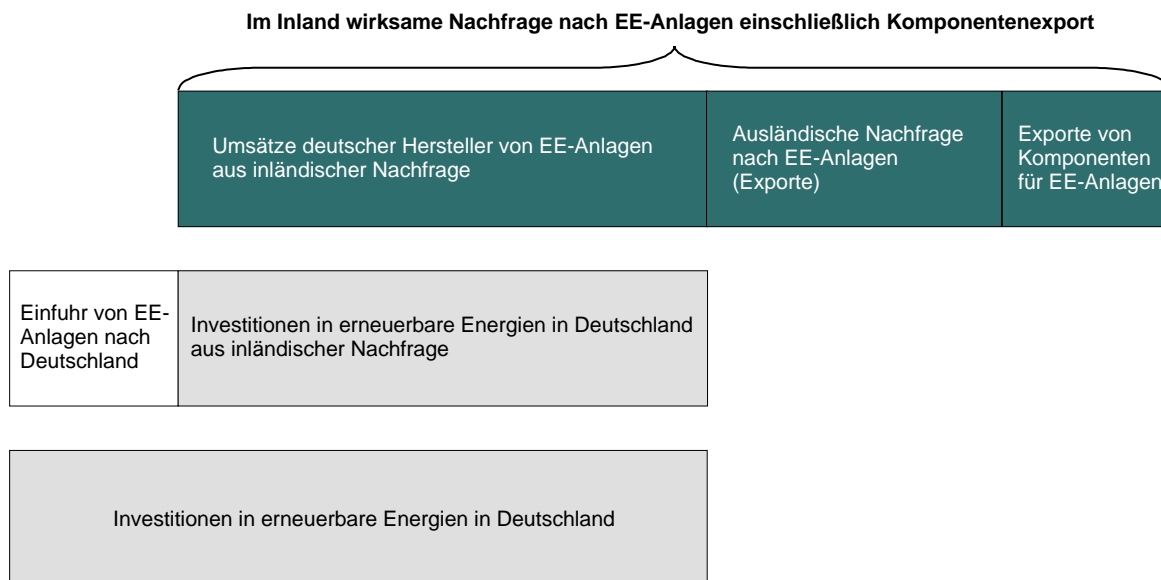 Im Inland wirksame Nachfrage nach EE-Anlagen einschließlich Komponentenexport
Umsätze deutscher Hersteller von EE-Anlagen
aus inländischer Nachfrage
Ausländische Nachfrage
nach EE-Anlagen
(Exporte)
Exporte von
Komponenten
für EE-Anlagen
Einfuhr von EE-
Anlagen nach
Deutschland
Investitionen in erneuerbare Energien in Deutschland
aus inländischer Nachfrage
Investitionen in erneuerbare Energien in Deutschland